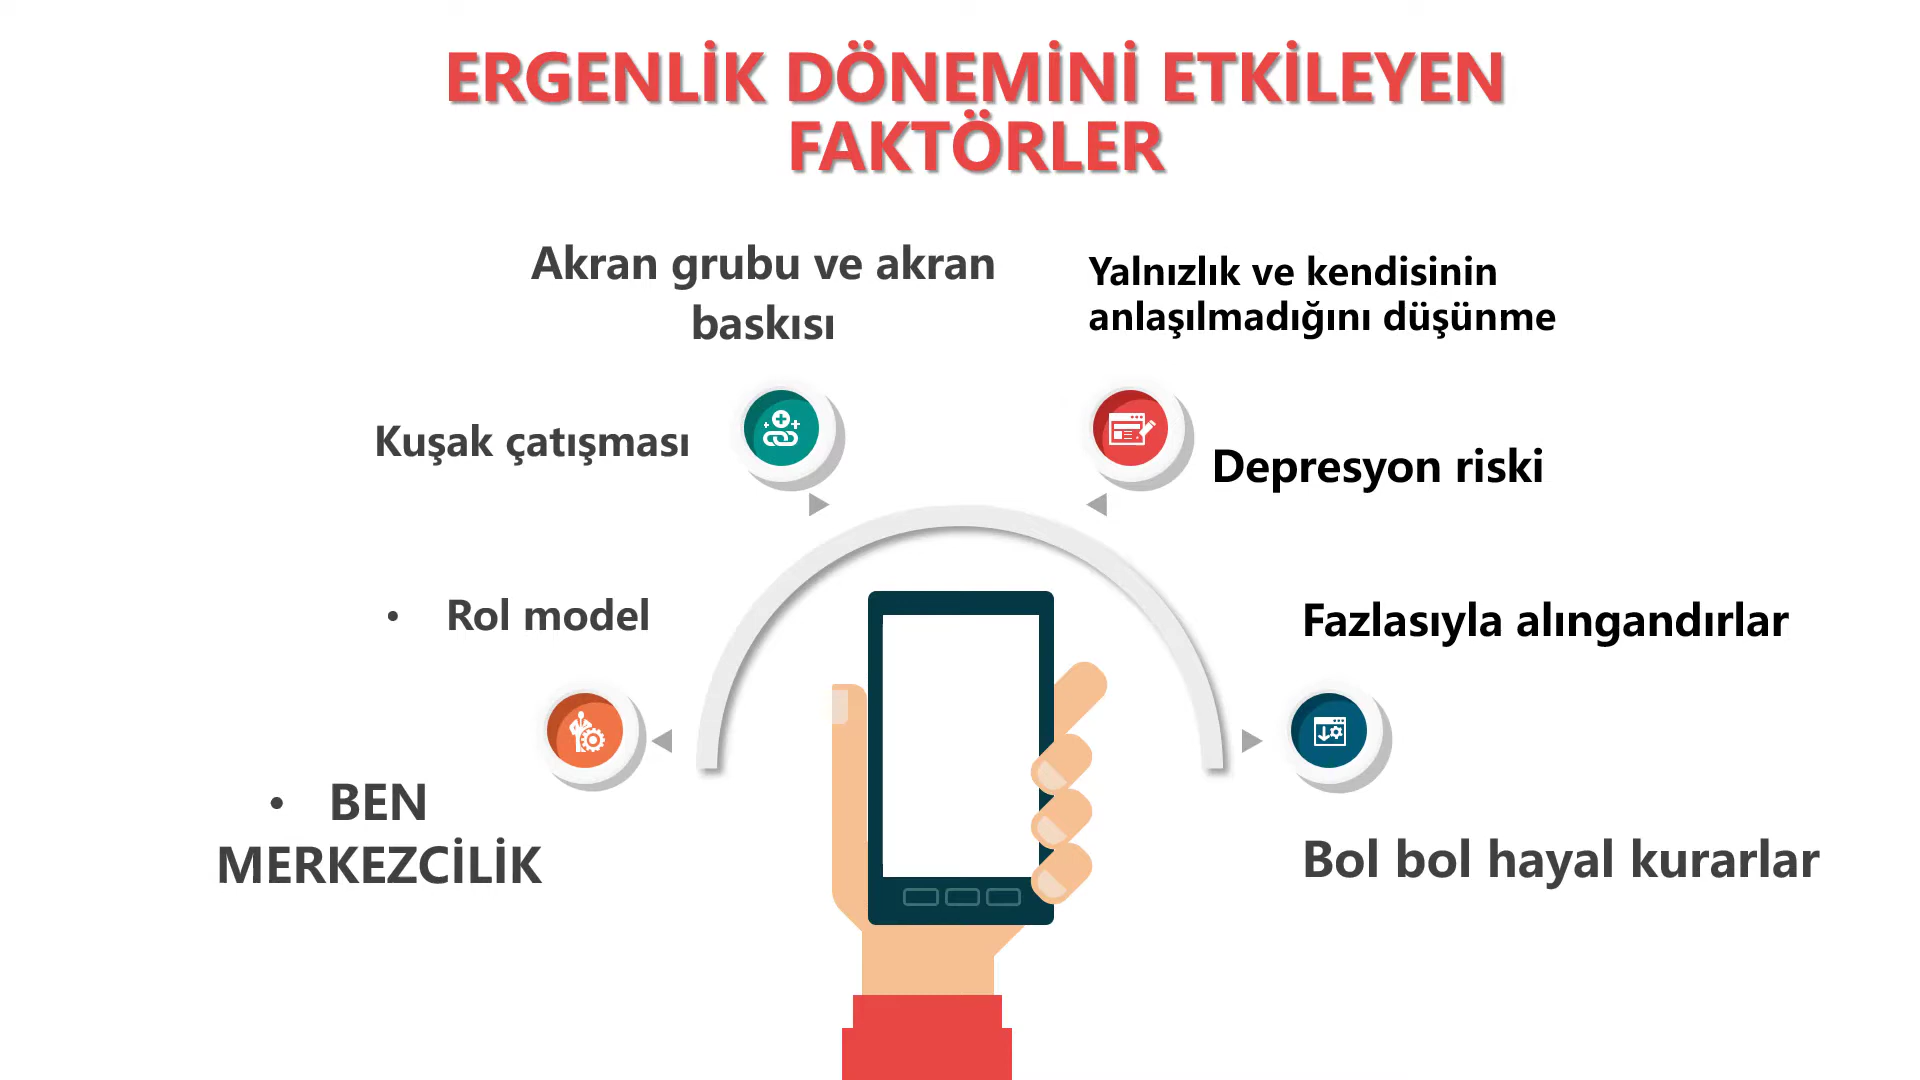 ERGENLİK DÖNEMİNİ ETKİLEYEN
FAKTÖRLER
Akran grubu ve akran
baskısı
Yalnızlık ve kendisinin
anlaşılmadığını düşünme
Kuşak çatışması
Depresyon riski
• Rol model
Fazlasıyla alıngandırlar
• BEN
MERKEZCİLİK
Bol bol hayal kurarlar